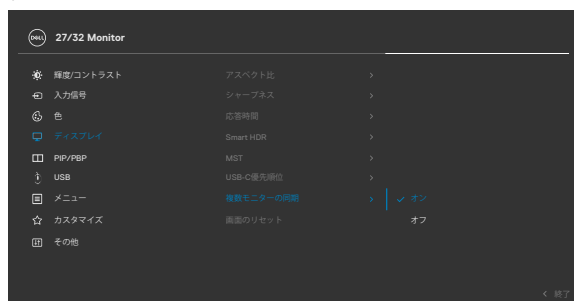 DELL 27/32 Monitor
輝度/コントラスト アスペクト比 >
入力信号 シャープネス >
色 応答時間 >
ディスプレイ Smart HDR >
PIP/PBP MST >
USB USB-C優先順位 >
メニュー 複数モニターの同期 > ✓ オン
カスタマイズ 画面のリセット オフ
その他
< 終了